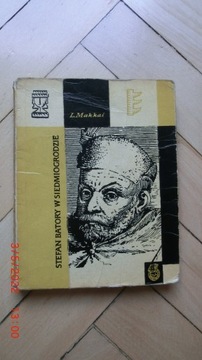 L. Makkai
STEFAN BATORY W SIEDMIOGRODZIE